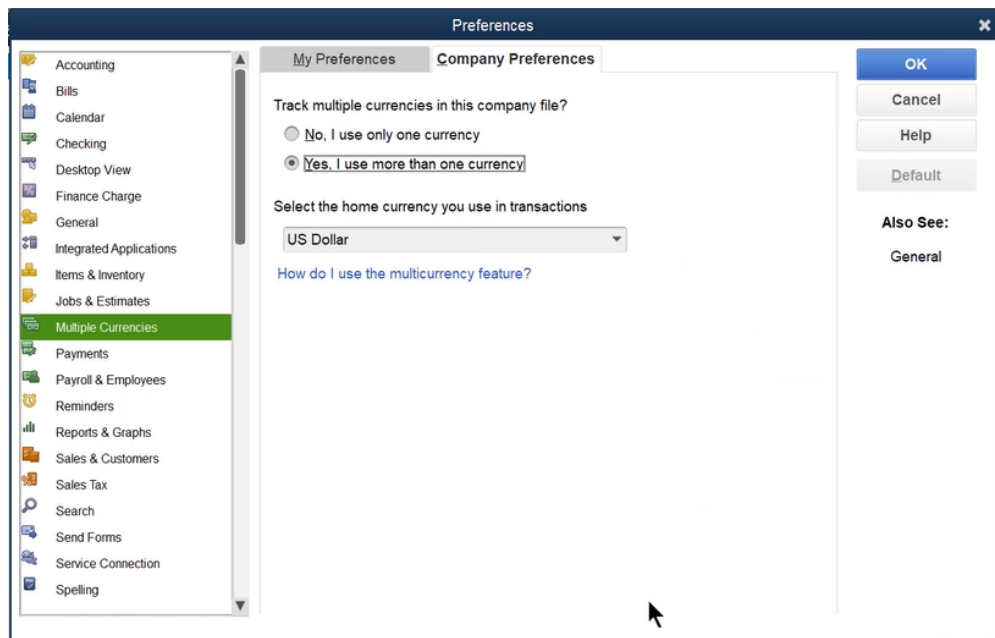 Preferences
Accounting
Bills
Calendar
Checking
Desktop View
Finance Charge
General
Integrated Applications
Items & Inventory
Jobs & Estimates
Multiple Currencies
Payments
Payroll & Employees
Reminders
Reports & Graphs
Sales & Customers
Sales Tax
Search
Send Forms
Service Connection
Spelling
My Preferences
Company Preferences
Track multiple currencies in this company file?
No, I use only one currency
Yes, I use more than one currency
Select the home currency you use in transactions
US Dollar
How do I use the multicurrency feature?
OK
Cancel
Help
Default
Also See:
General